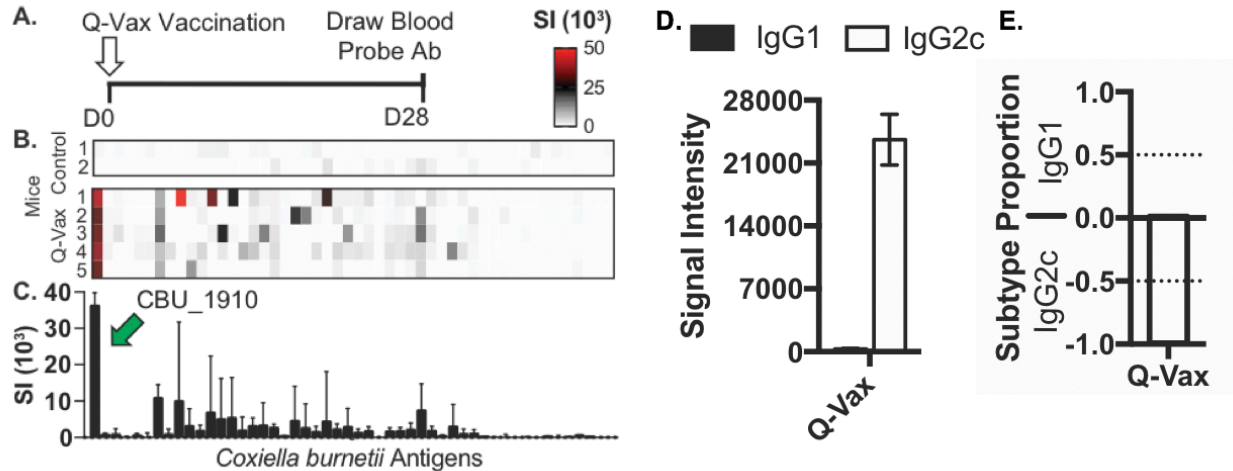 A.
Q-Vax Vaccination
Draw Blood
Probe Ab
SI (10³)
50
25
0
D0
D28
B.
Mice
Control
1
2
Q-Vax
1
2
3
4
5
C.
CBU_1910
SI (10³)
40
30
20
10
0
Coxiella burnetii Antigens
D.
IgG1
IgG2c
Signal Intensity
28000
21000
14000
7000
0
Q-Vax
E.
Subtype Proportion
IgG2c | IgG1
1.0
0.5
0.0
-0.5
-1.0
Q-Vax